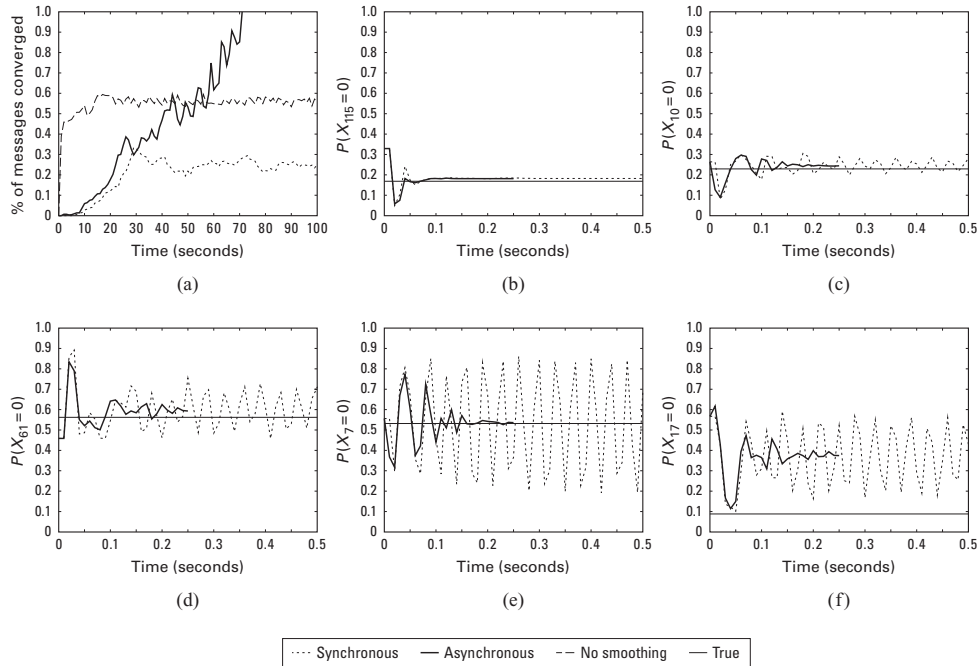 % of messages converged
1
0.9
0.8
0.7
0.6
0.5
0.4
0.3
0.2
0.1
0
0 10 20 30 40 50 60 70 80 90 100
Time (seconds)
(a)
P(X115=0)
1
0.9
0.8
0.7
0.6
0.5
0.4
0.3
0.2
0.1
0
0 0.1 0.2 0.3 0.4 0.5
Time (seconds)
(b)
P(X10=0)
1
0.9
0.8
0.7
0.6
0.5
0.4
0.3
0.2
0.1
0
0 0.1 0.2 0.3 0.4 0.5
Time (seconds)
(c)
P(X61=0)
1
0.9
0.8
0.7
0.6
0.5
0.4
0.3
0.2
0.1
0
0 0.1 0.2 0.3 0.4 0.5
Time (seconds)
(d)
P(X7=0)
1
0.9
0.8
0.7
0.6
0.5
0.4
0.3
0.2
0.1
0
0 0.1 0.2 0.3 0.4 0.5
Time (seconds)
(e)
P(X17=0)
1
0.9
0.8
0.7
0.6
0.5
0.4
0.3
0.2
0.1
0
0 0.1 0.2 0.3 0.4 0.5
Time (seconds)
(f)
Synchronous Asynchronous No smoothing True